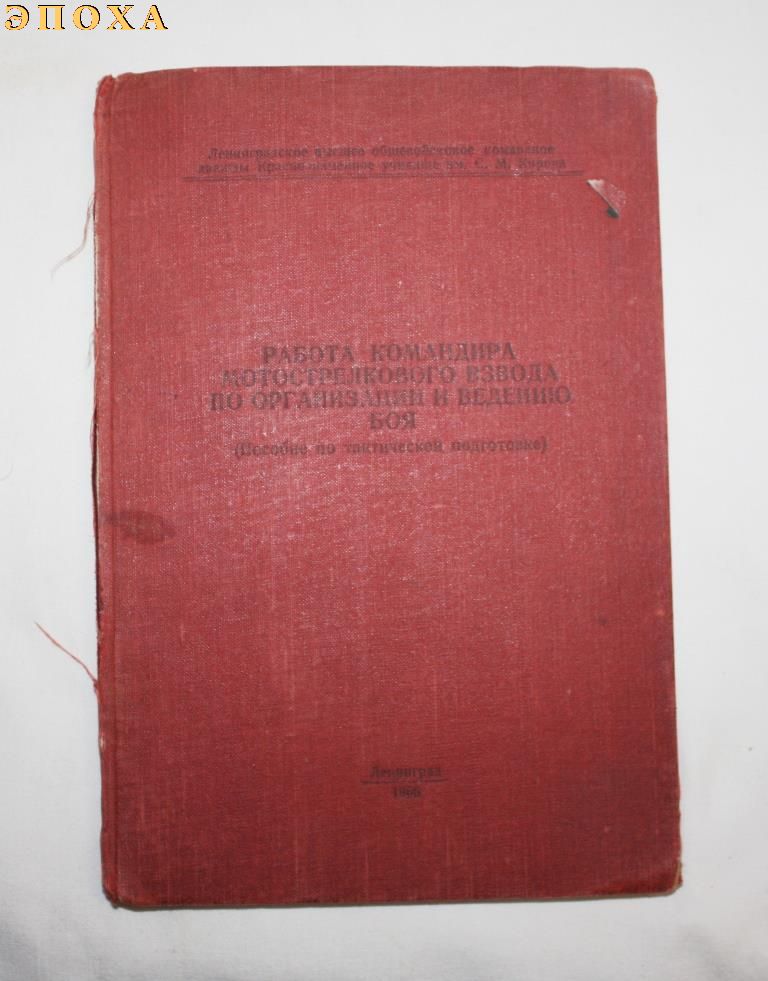 ЭПОХА
Ленинградское высшее общевойсковое командное
дважды Краснознаменное училище им. С. М. Кирова
РАБОТА КОМАНДИРА
МОТОСТРЕЛКОВОГО ВЗВОДА
ПО ОРГАНИЗАЦИИ И ВЕДЕНИЮ
БОЯ
(Пособие по тактической подготовке)
Ленинград